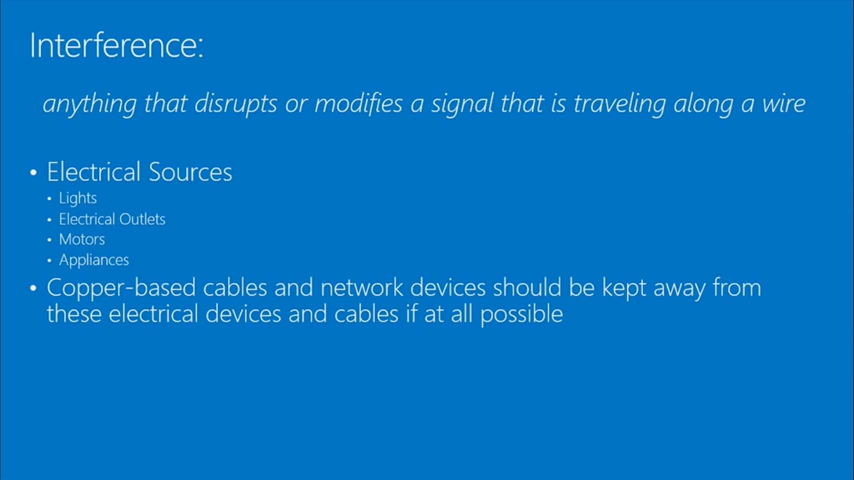 Interference:
anything that disrupts or modifies a signal that is traveling along a wire
• Electrical Sources
• Lights
• Electrical Outlets
• Motors
• Appliances
• Copper-based cables and network devices should be kept away from
these electrical devices and cables if at all possible